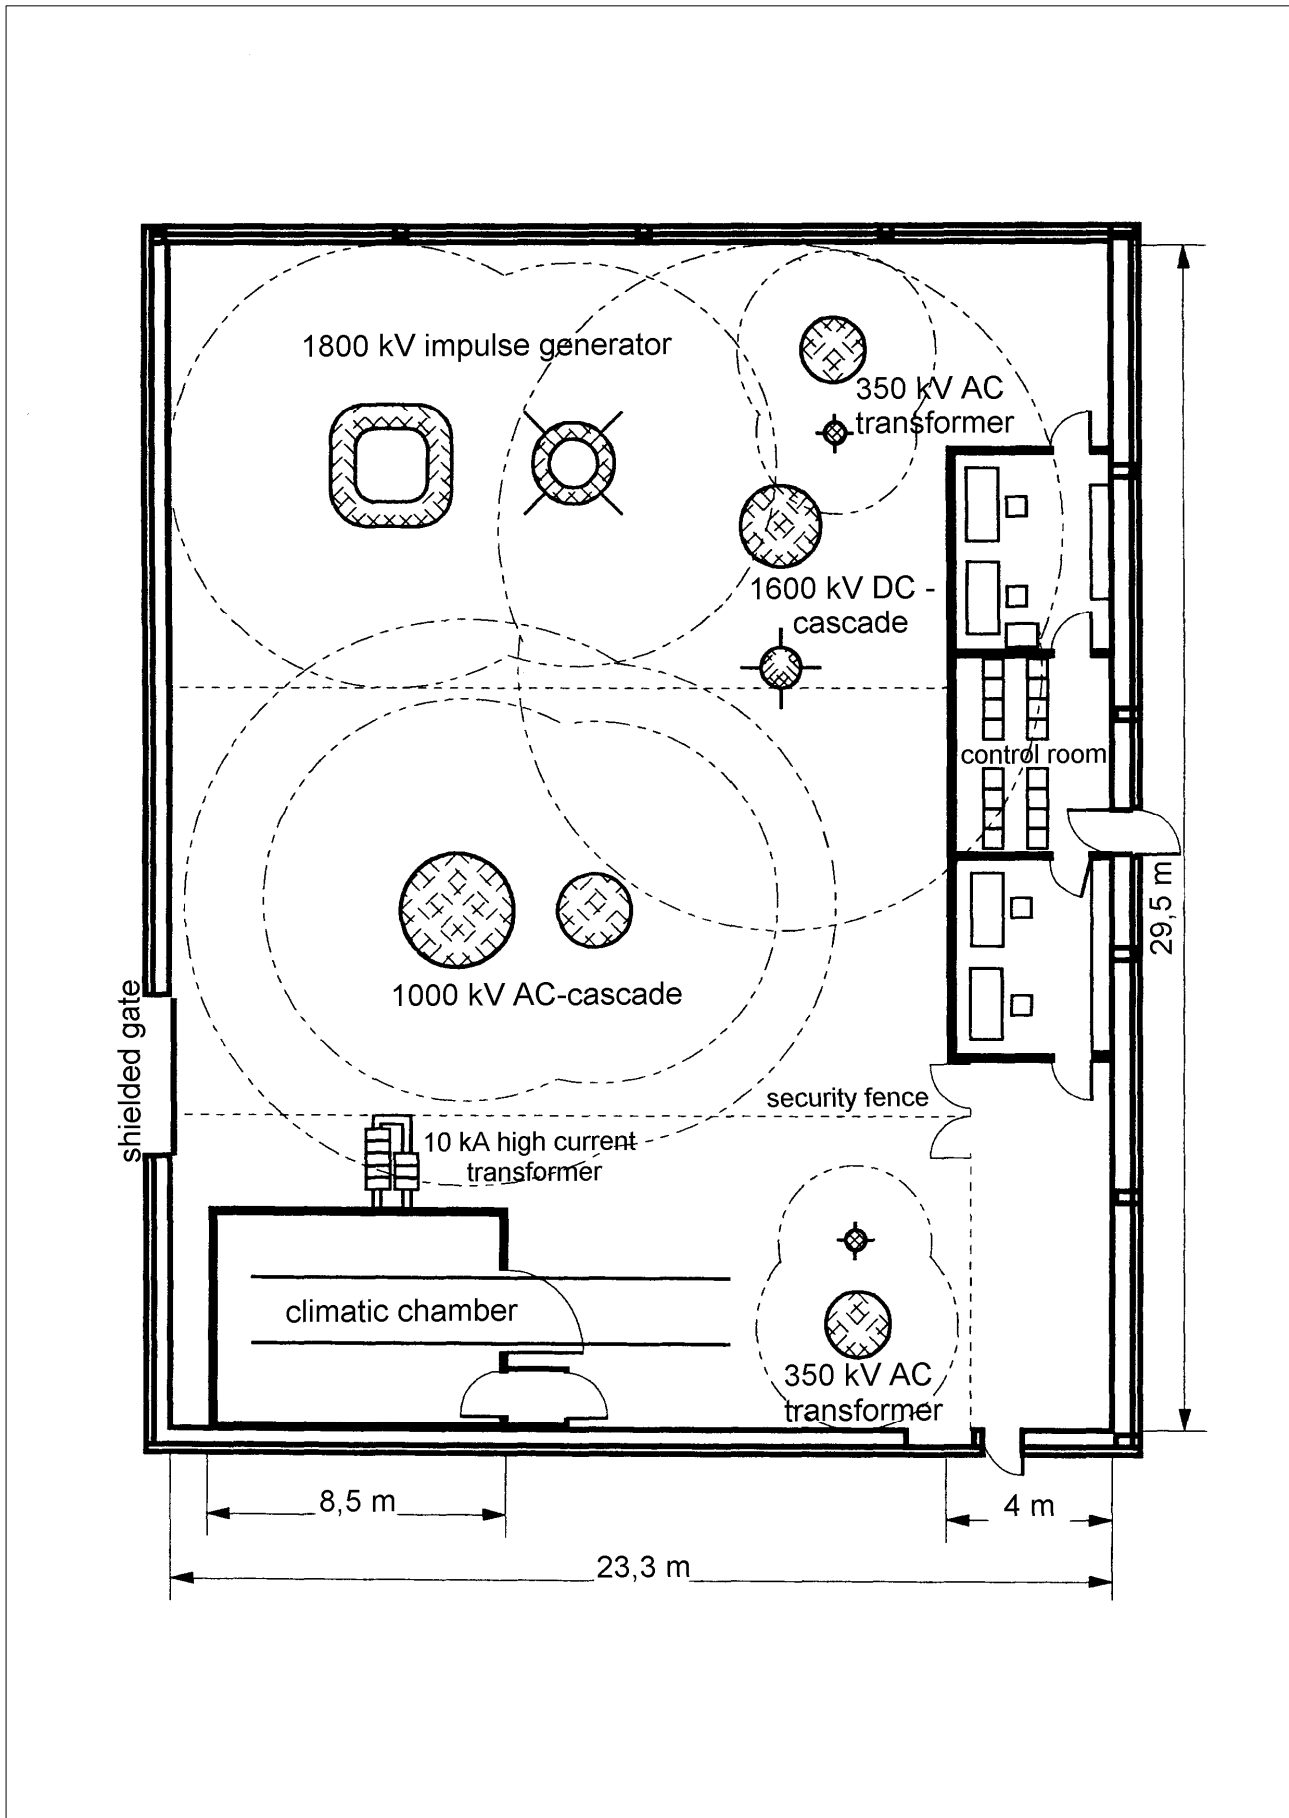 1800 kV impulse generator
350 kV AC
transformer
1600 kV DC -
cascade
control room
29,5 m
1000 kV AC-cascade
shielded gate
security fence
10 kA high current
transformer
climatic chamber
350 kV AC
transformer
8,5 m
4 m
23,3 m